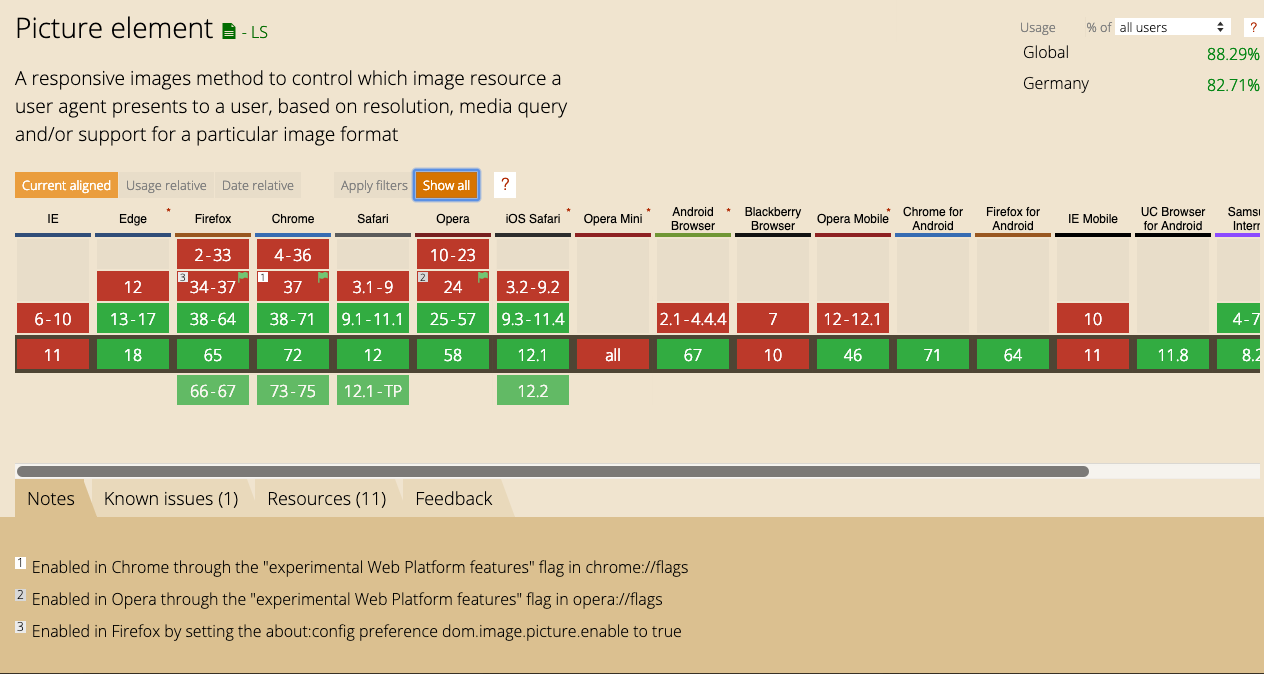 Picture element - LS
Usage % of all users ?
Global 88.29%
Germany 82.71%
A responsive images method to control which image resource a
user agent presents to a user, based on resolution, media query
and/or support for a particular image format
Current aligned Usage relative Date relative Apply filters Show all ?
IE Edge * Firefox Chrome Safari Opera iOS Safari * Opera Mini * Android Browser * Blackberry Browser Opera Mobile * Chrome for Android Firefox for Android IE Mobile UC Browser for Android
2-33 4-36 10-23
12 3 34-37 1 37 3.1-9 2 24 3.2-9.2
6-10 13-17 38-64 38-71 9.1-11.1 25-57 9.3-11.4 2.1-4.4.4 7 12-12.1 10 4-7
11 18 65 72 12 58 12.1 all 67 10 46 71 64 11 11.8 8.2
66-67 73-75 12.1-TP 12.2
Notes Known issues (1) Resources (11) Feedback
1 Enabled in Chrome through the "experimental Web Platform features" flag in chrome://flags
2 Enabled in Opera through the "experimental Web Platform features" flag in opera://flags
3 Enabled in Firefox by setting the about:config preference dom.image.picture.enable to true